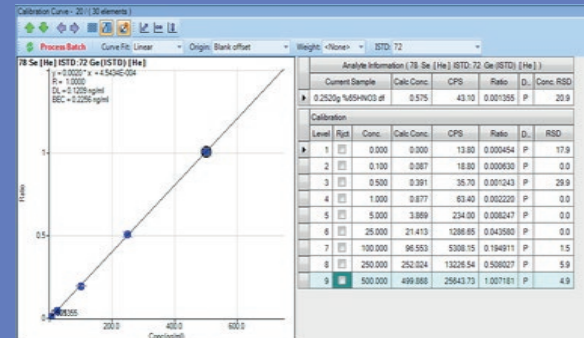 Calibration Curve - 20 / ( 30 elements )
Process Batch Curve Fit: Linear Origin: Blank offset Weight: <None> ISTD: 72
78 Se [He] ISTD:72 Ge(ISTD) [He]
y = 0.0020 * x + 4.5434E-004
R = 1.0000
DL = 0.1209 ng/ml
BEC = 0.2256 ng/ml
Ratio
1
0.5
0
200.0 400.0 600.0
Conc(ng/ml)
Analyte Information ( 78 Se [ He ] ISTD: 72 Ge (ISTD) [ He ] )
Current Sample Calc Conc. CPS Ratio D.. Conc. RSD
0.2520g %65HNO3.df 0.575 43.10 0.001355 P 20.9
Calibration
Level Rjct Conc. Calc Conc. CPS Ratio D.. RSD
1 0.000 0.000 13.80 0.000454 P 17.9
2 0.100 0.087 18.80 0.000630 P 0.0
3 0.500 0.391 35.70 0.001243 P 29.9
4 1.000 0.877 63.40 0.002220 P 0.0
5 5.000 3.869 234.00 0.008247 P 0.0
6 25.000 21.413 1286.65 0.043580 P 0.0
7 100.000 96.553 5308.15 0.194911 P 1.5
8 250.000 252.024 13226.54 0.508027 P 5.9
9 500.000 499.868 25643.73 1.007181 P 4.9